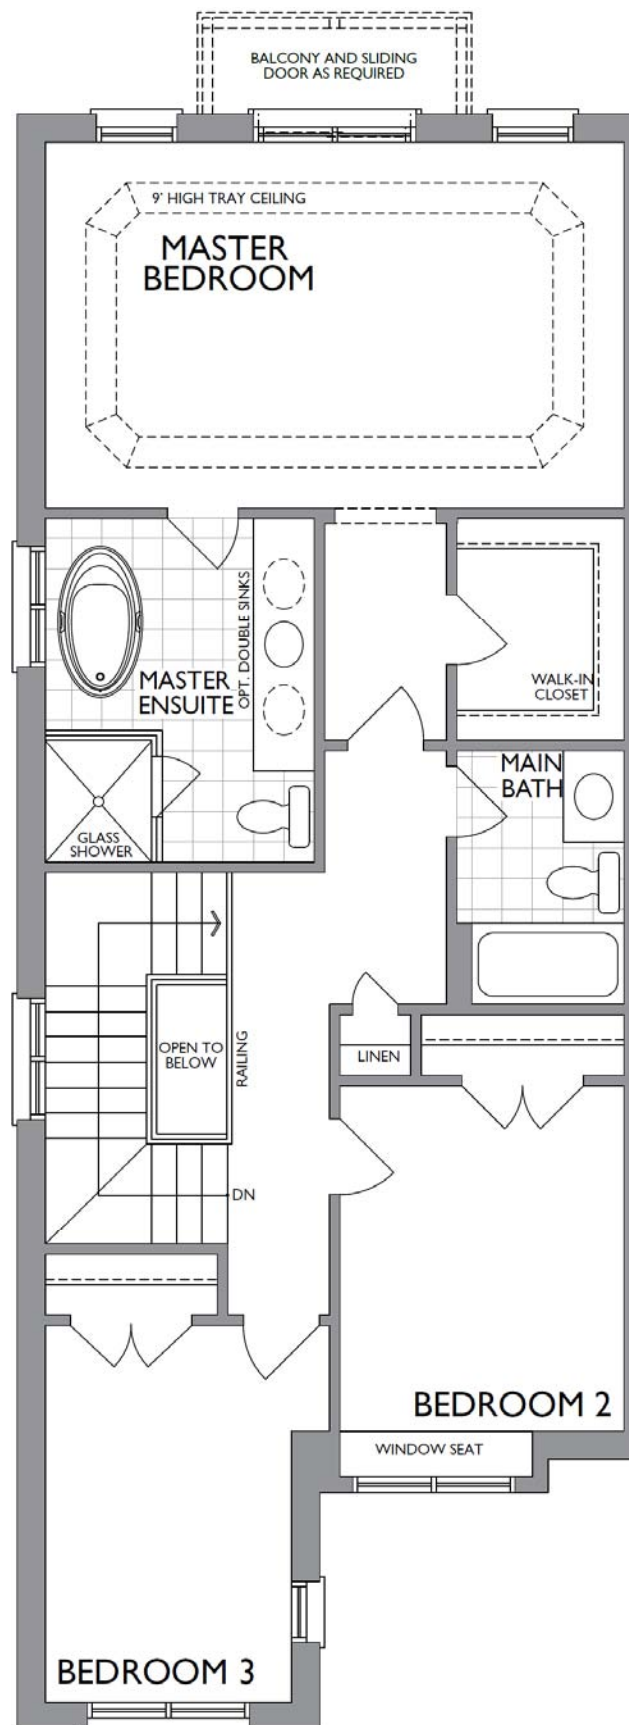 BALCONY AND SLIDING
DOOR AS REQUIRED
9' HIGH TRAY CEILING
MASTER
BEDROOM
OPT. DOUBLE SINKS
MASTER
ENSUITE
WALK-IN
CLOSET
MAIN
BATH
GLASS
SHOWER
OPEN TO
BELOW
RAILING
LINEN
DN
BEDROOM 2
WINDOW SEAT
BEDROOM 3